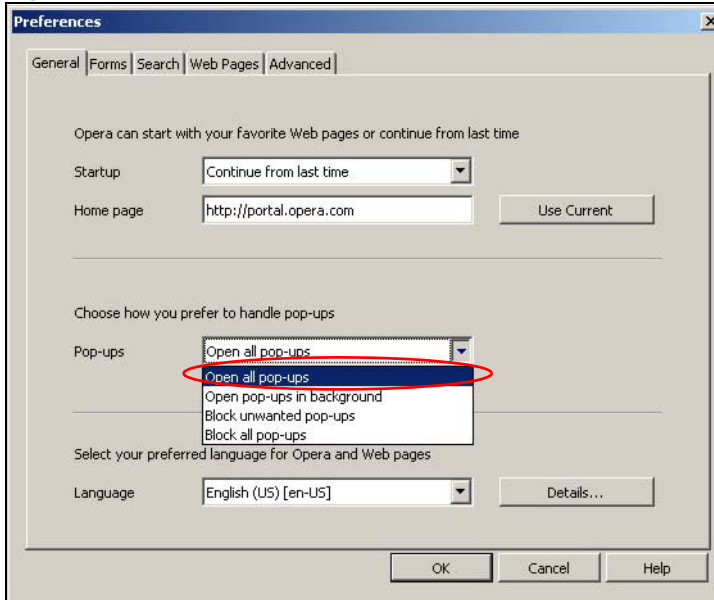 Preferences
General Forms Search Web Pages Advanced
Opera can start with your favorite Web pages or continue from last time
Startup Continue from last time
Home page http://portal.opera.com Use Current
Choose how you prefer to handle pop-ups
Pop-ups Open all pop-ups
Open all pop-ups
Open pop-ups in background
Block unwanted pop-ups
Block all pop-ups
Select your preferred language for Opera and Web pages
Language English (US) [en-US] Details...
OK Cancel Help